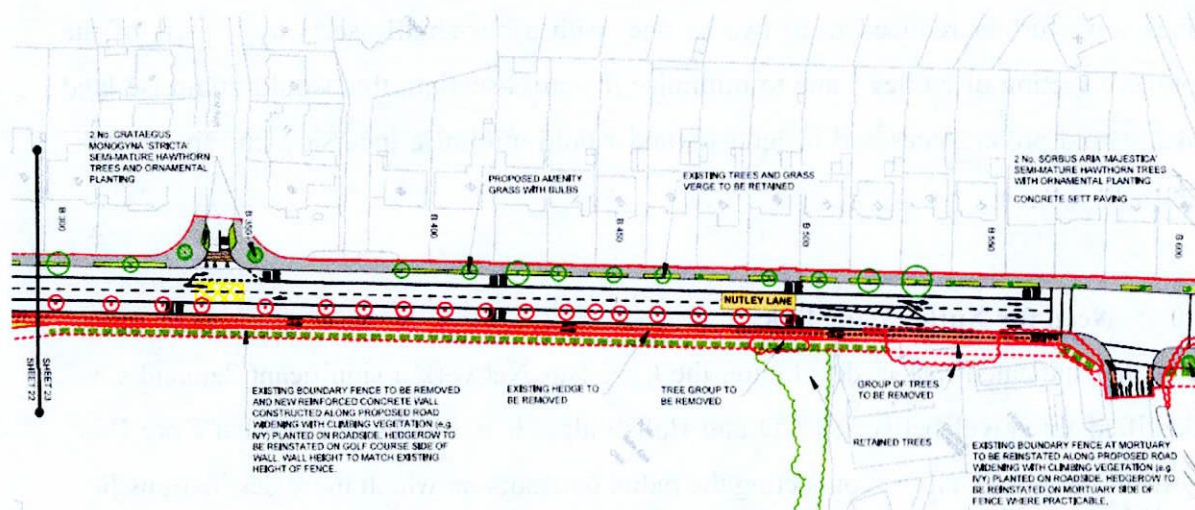 2 No. CRATAEGUS
MONOGYNA 'STRICTA'
SEMI-MATURE HAWTHORN
TREES AND ORNAMENTAL
PLANTING
PROPOSED AMENITY
GRASS WITH BULBS
EXISTING TREES AND GRASS
VERGE TO BE RETAINED
2 No. SORBUS ARIA 'MAJESTICA'
SEMI-MATURE HAWTHORN TREES
WITH ORNAMENTAL PLANTING
CONCRETE SETT PAVING
B 300
B 350
B 400
B 450
B 500
B 550
B 600
NUTLEY LANE
SHEET 23
SHEET 22
EXISTING BOUNDARY FENCE TO BE REMOVED
AND NEW REINFORCED CONCRETE WALL
CONSTRUCTED ALONG PROPOSED ROAD
WIDENING WITH CLIMBING VEGETATION (e.g.
IVY) PLANTED ON ROADSIDE. HEDGEROW TO
BE REINSTATED ON GOLF COURSE SIDE OF
WALL. WALL HEIGHT TO MATCH EXISTING
HEIGHT OF FENCE.
EXISTING HEDGE TO
BE REMOVED
TREE GROUP TO
BE REMOVED
GROUP OF TREES
TO BE REMOVED
RETAINED TREES
EXISTING BOUNDARY FENCE AT MORTUARY
TO BE REINSTATED ALONG PROPOSED ROAD
WIDENING WITH CLIMBING VEGETATION (e.g.
IVY) PLANTED ON ROADSIDE. HEDGEROW TO
BE REINSTATED ON MORTUARY SIDE OF
FENCE WHERE PRACTICABLE.